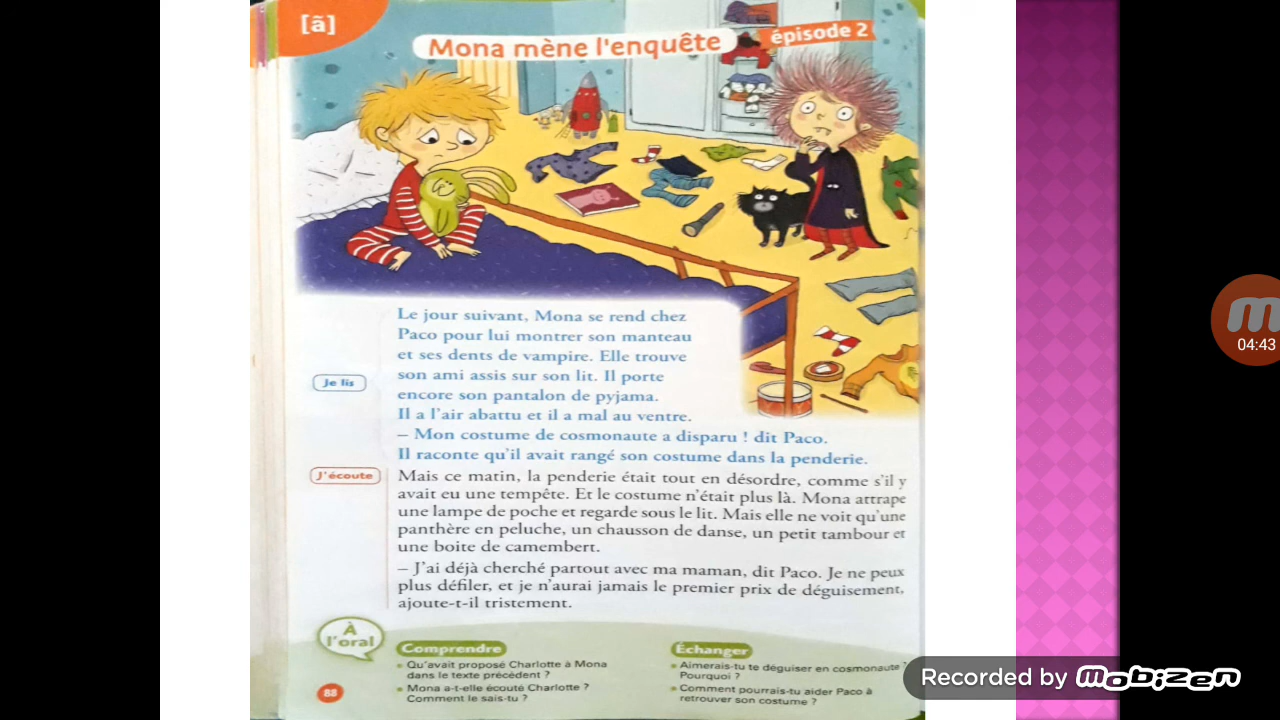 [ã]
Mona mène l'enquête
épisode 2
Le jour suivant, Mona se rend chez
Paco pour lui montrer son manteau
et ses dents de vampire. Elle trouve
son ami assis sur son lit. Il porte
encore son pantalon de pyjama.
Il a l'air abattu et il a mal au ventre.
– Mon costume de cosmonaute a disparu ! dit Paco.
Il raconte qu'il avait rangé son costume dans la penderie.
Je lis
J'écoute
Mais ce matin, la penderie était tout en désordre, comme s'il y
avait eu une tempête. Et le costume n'était plus là. Mona attrape
une lampe de poche et regarde sous le lit. Mais elle ne voit qu'une
panthère en peluche, un chausson de danse, un petit tambour et
une boite de camembert.
– J'ai déjà cherché partout avec ma maman, dit Paco. Je ne peux
plus défiler, et je n'aurai jamais le premier prix de déguisement,
ajoute-t-il tristement.
À
l'oral
Comprendre
Qu'avait proposé Charlotte à Mona
dans le texte précédent ?
Mona a-t-elle écouté Charlotte ?
Comment le sais-tu ?
Échanger
Aimerais-tu te déguiser en cosmonaute ?
Pourquoi ?
Comment pourrais-tu aider Paco à
retrouver son costume ?
88
04:43
Recorded by mobizen